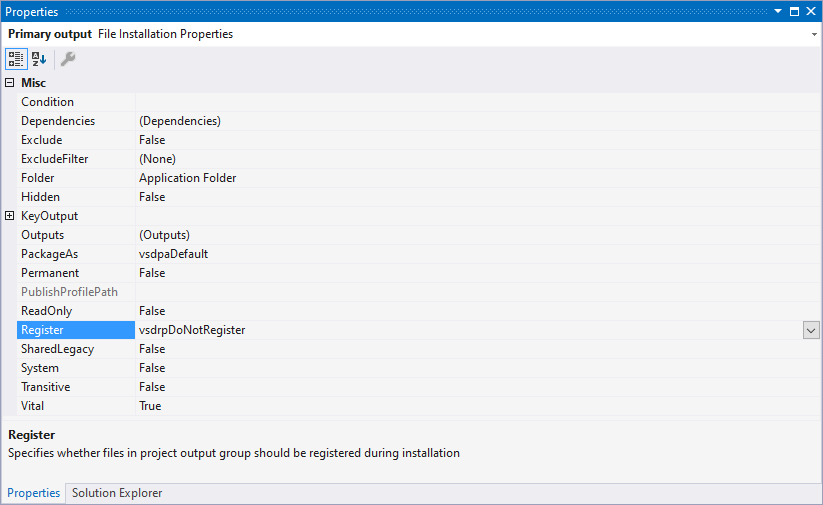 Properties
Primary output File Installation Properties
Misc
Condition
Dependencies (Dependencies)
Exclude False
ExcludeFilter (None)
Folder Application Folder
Hidden False
KeyOutput
Outputs (Outputs)
PackageAs vsdpaDefault
Permanent False
PublishProfilePath
ReadOnly False
Register vsdrpDoNotRegister
SharedLegacy False
System False
Transitive False
Vital True
Register
Specifies whether files in project output group should be registered during installation
Properties Solution Explorer